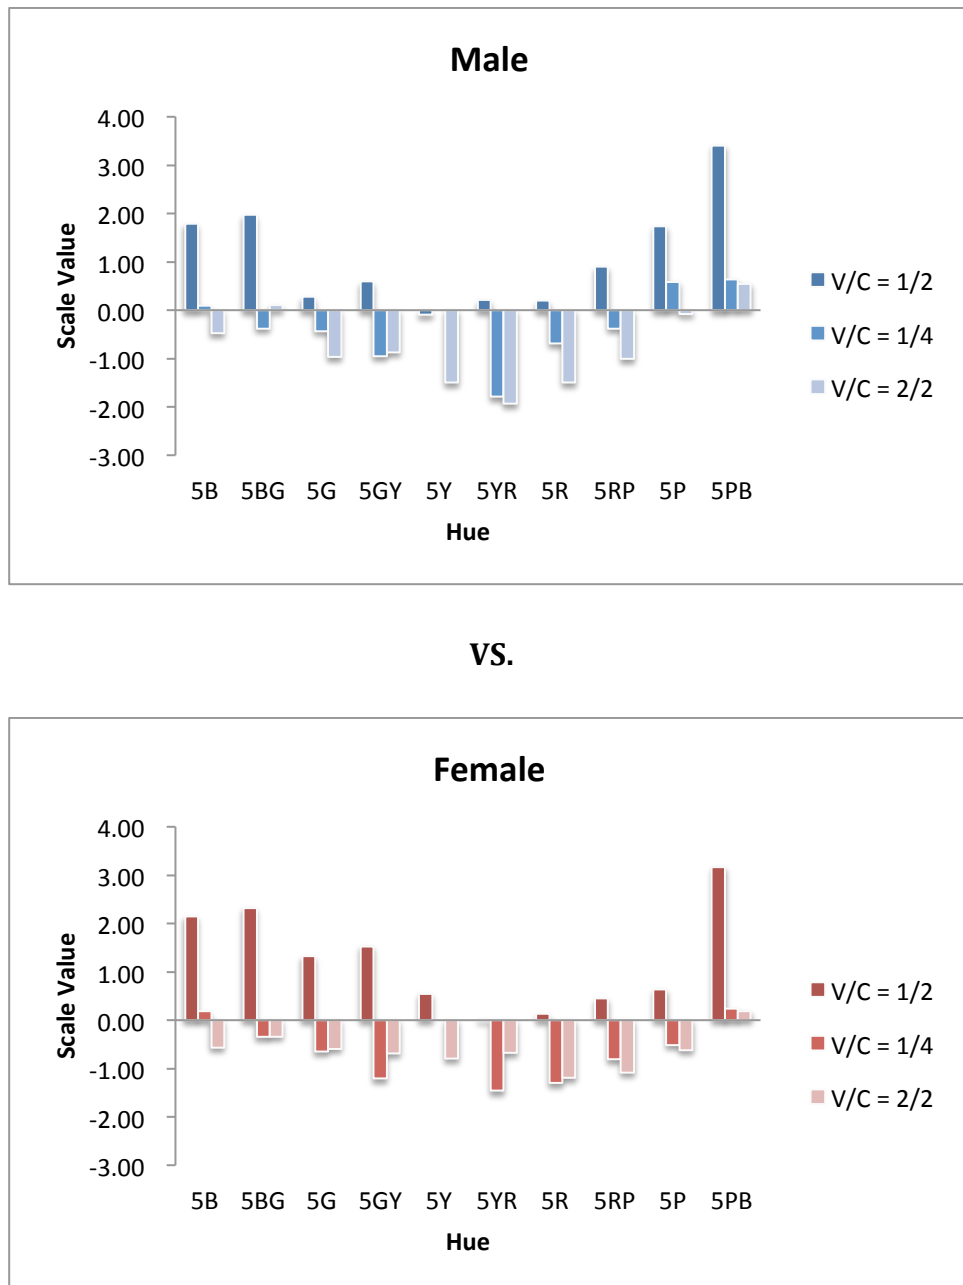 Male
4.00
3.00
2.00
1.00
0.00
-1.00
-2.00
-3.00
Scale Value
5B 5BG 5G 5GY 5Y 5YR 5R 5RP 5P 5PB
Hue
V/C = 1/2
V/C = 1/4
V/C = 2/2
VS.
Female
4.00
3.00
2.00
1.00
0.00
-1.00
-2.00
-3.00
Scale Value
5B 5BG 5G 5GY 5Y 5YR 5R 5RP 5P 5PB
Hue
V/C = 1/2
V/C = 1/4
V/C = 2/2